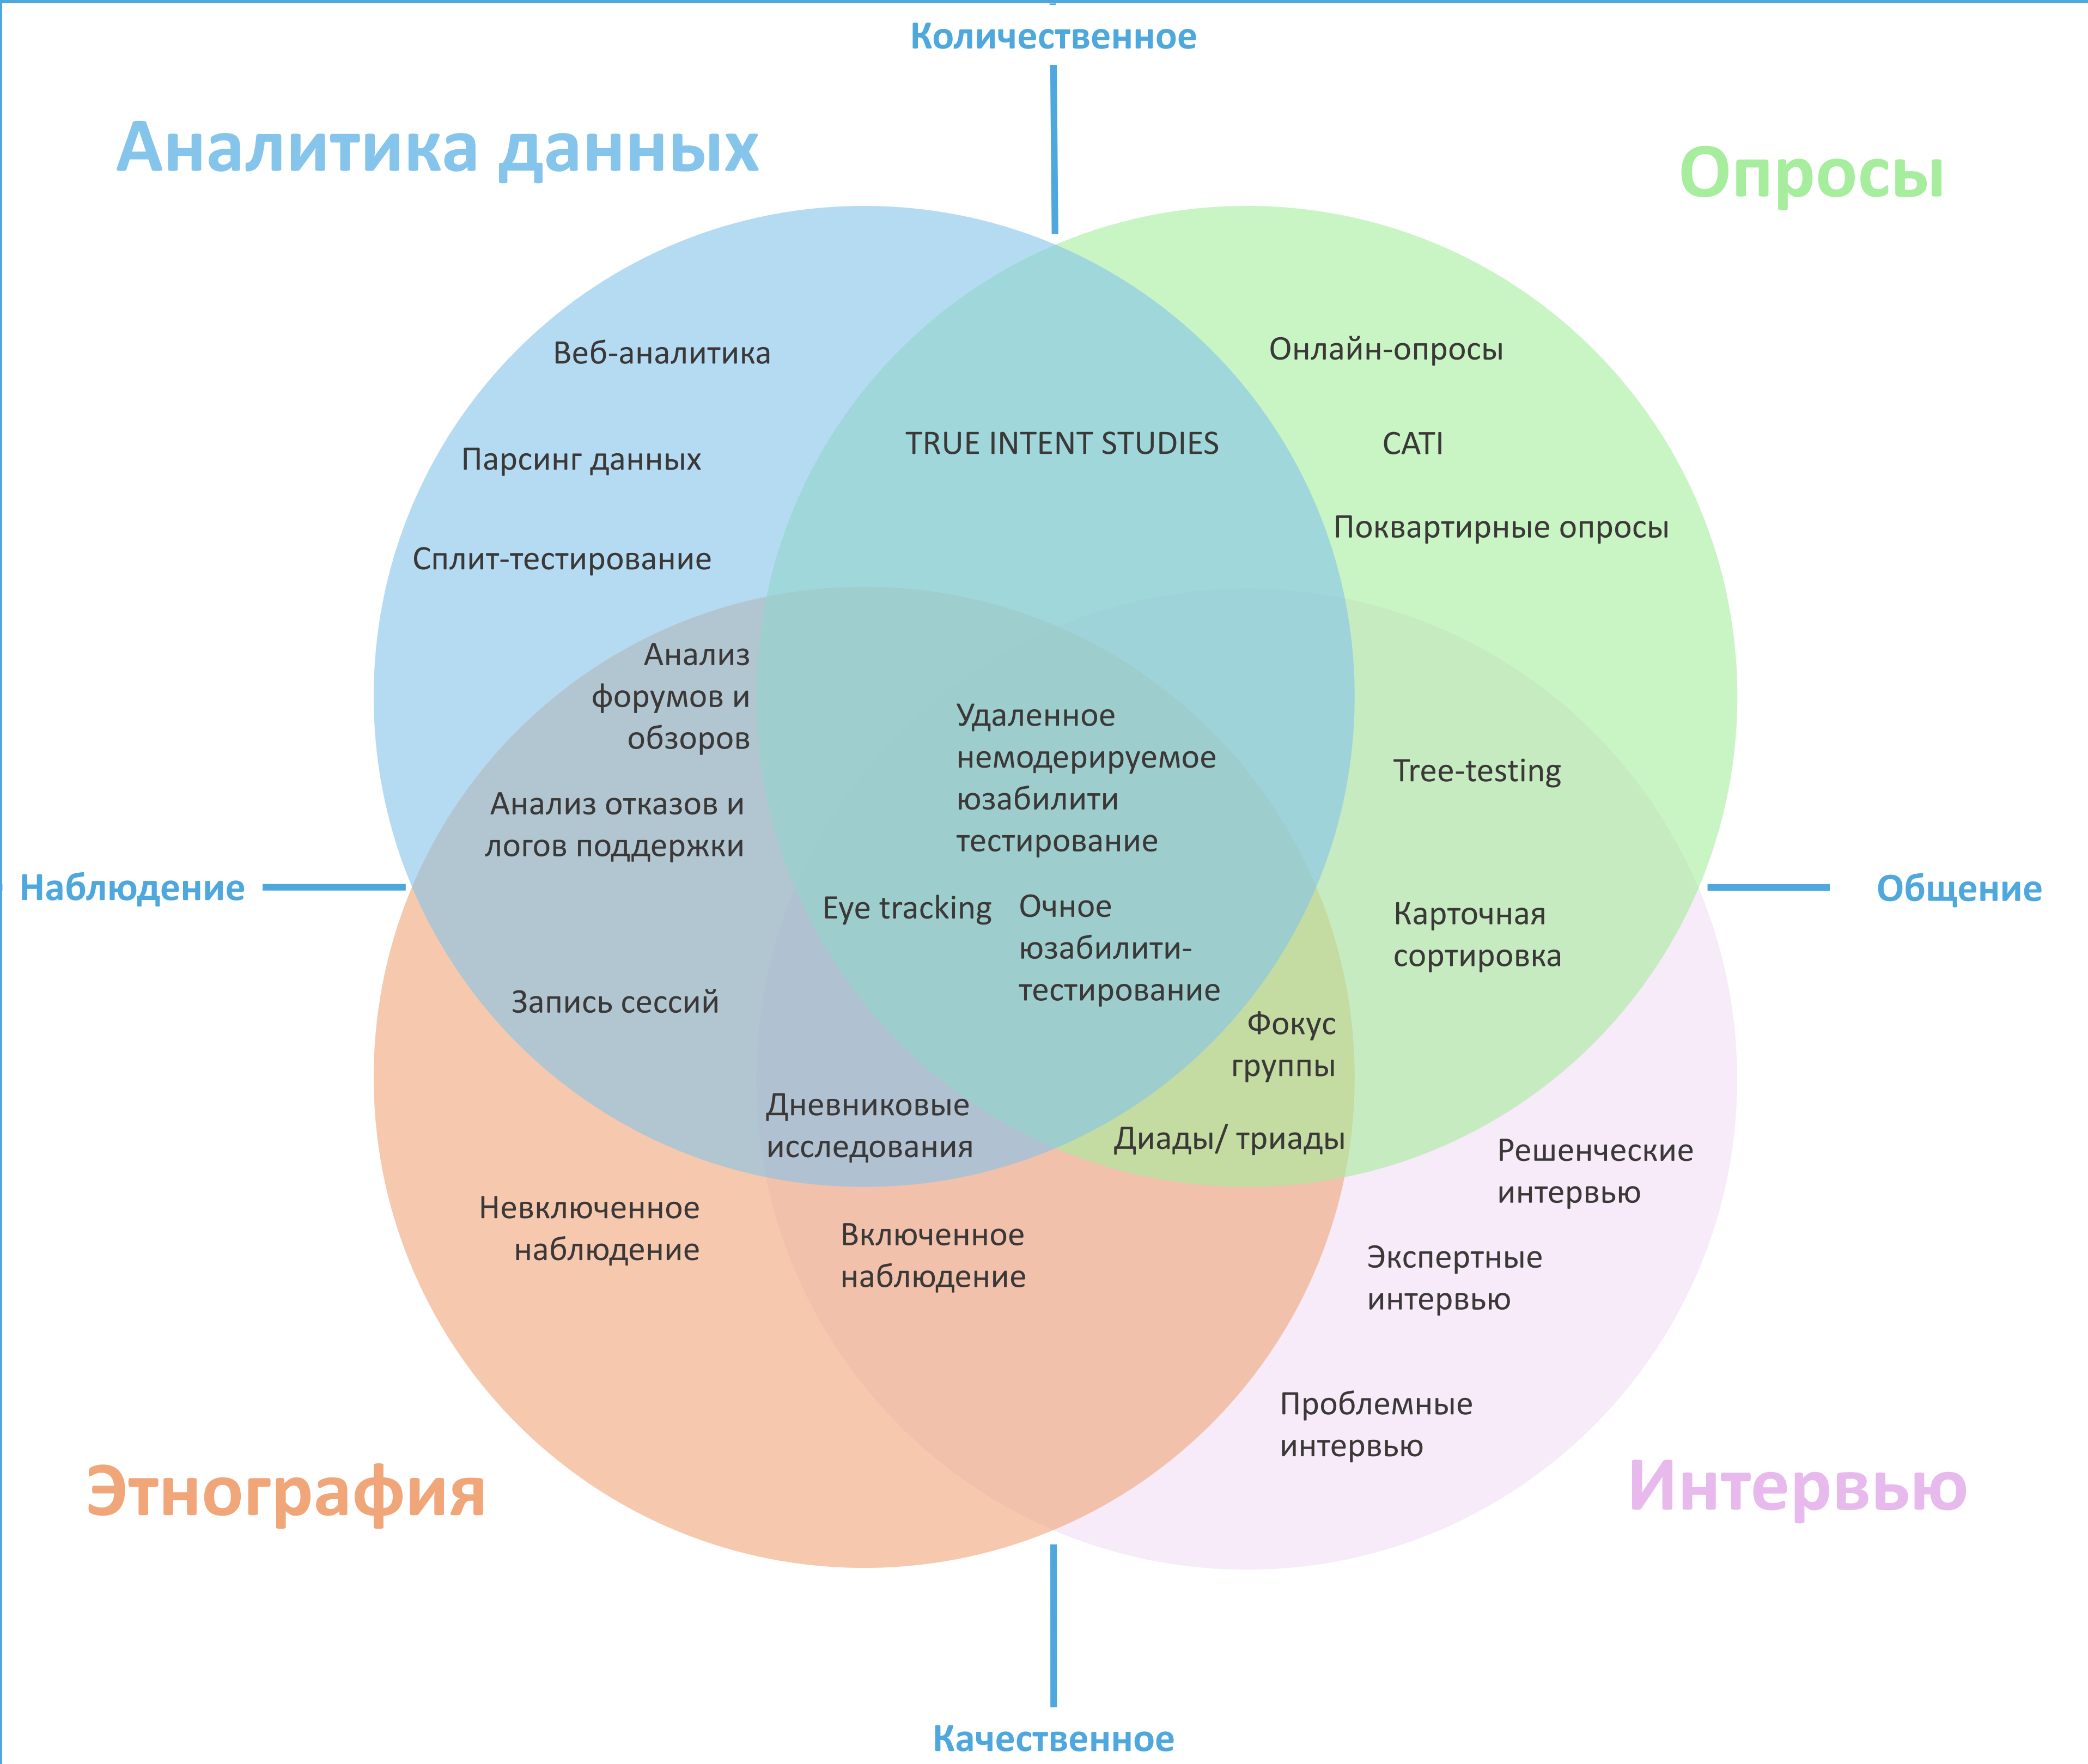 Количественное
Аналитика данных
Опросы
Веб-аналитика
Онлайн-опросы
Парсинг данных
TRUE INTENT STUDIES
CATI
Поквартирные опросы
Сплит-тестирование
Анализ
форумов и
обзоров
Удаленное
немодерируемое
юзабилити
тестирование
Tree-testing
Анализ отказов и
логов поддержки
Наблюдение
Общение
Eye tracking
Очное
юзабилити-
тестирование
Карточная
сортировка
Запись сессий
Фокус
группы
Дневниковые
исследования
Диады/ триады
Решенческие
интервью
Невключенное
наблюдение
Включенное
наблюдение
Экспертные
интервью
Проблемные
интервью
Этнография
Интервью
Качественное